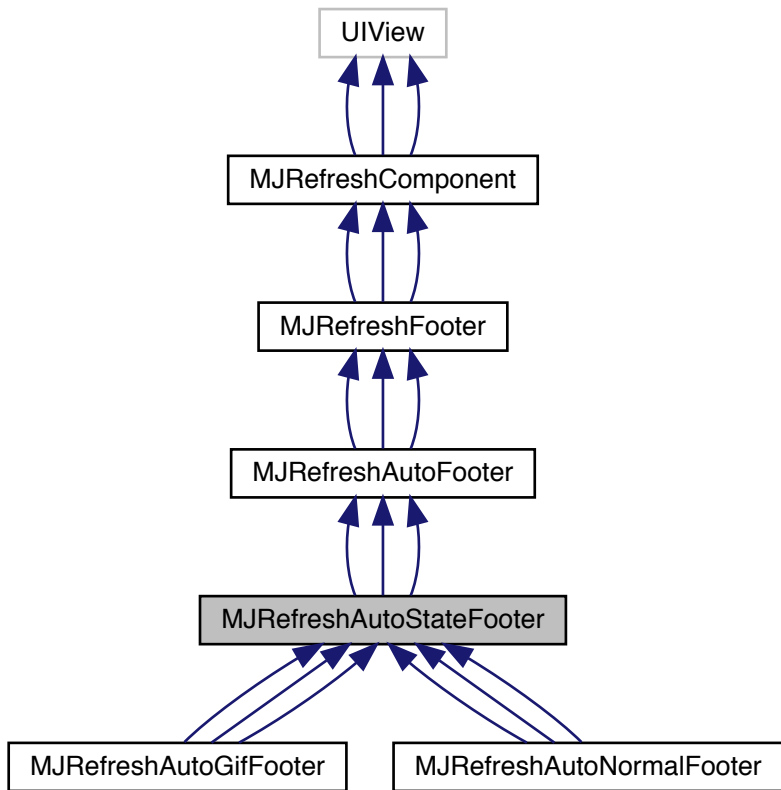 UIView
MJRefreshComponent
MJRefreshFooter
MJRefreshAutoFooter
MJRefreshAutoStateFooter
MJRefreshAutoGifFooter
MJRefreshAutoNormalFooter